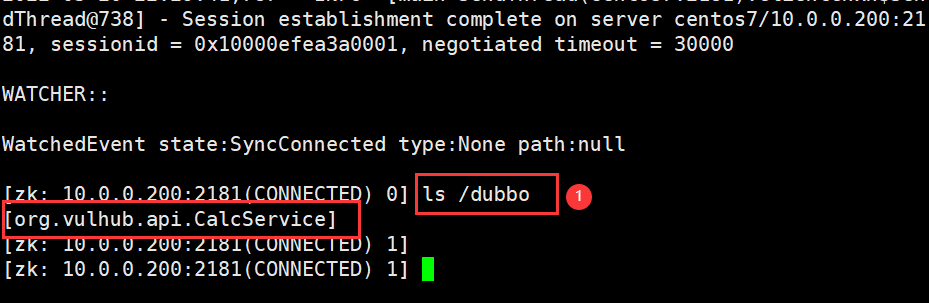 dThread@738] - Session establishment complete on server centos7/10.0.0.200:21
81, sessionid = 0x10000efea3a0001, negotiated timeout = 30000
WATCHER::
WatchedEvent state:SyncConnected type:None path:null
[zk: 10.0.0.200:2181(CONNECTED) 0] ls /dubbo 1
[org.vulhub.api.CalcService]
[zk: 10.0.0.200:2181(CONNECTED) 1]
[zk: 10.0.0.200:2181(CONNECTED) 1]